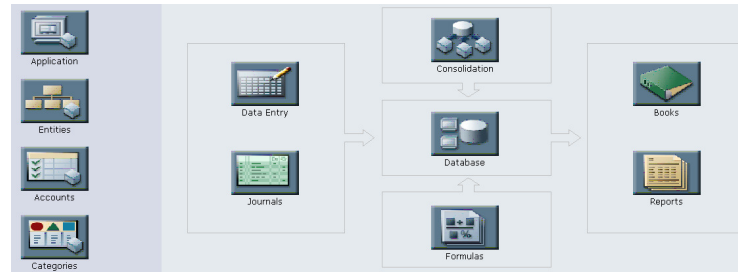 Application
Entities
Accounts
Categories
Data Entry
Journals
Consolidation
Database
Formulas
Books
Reports